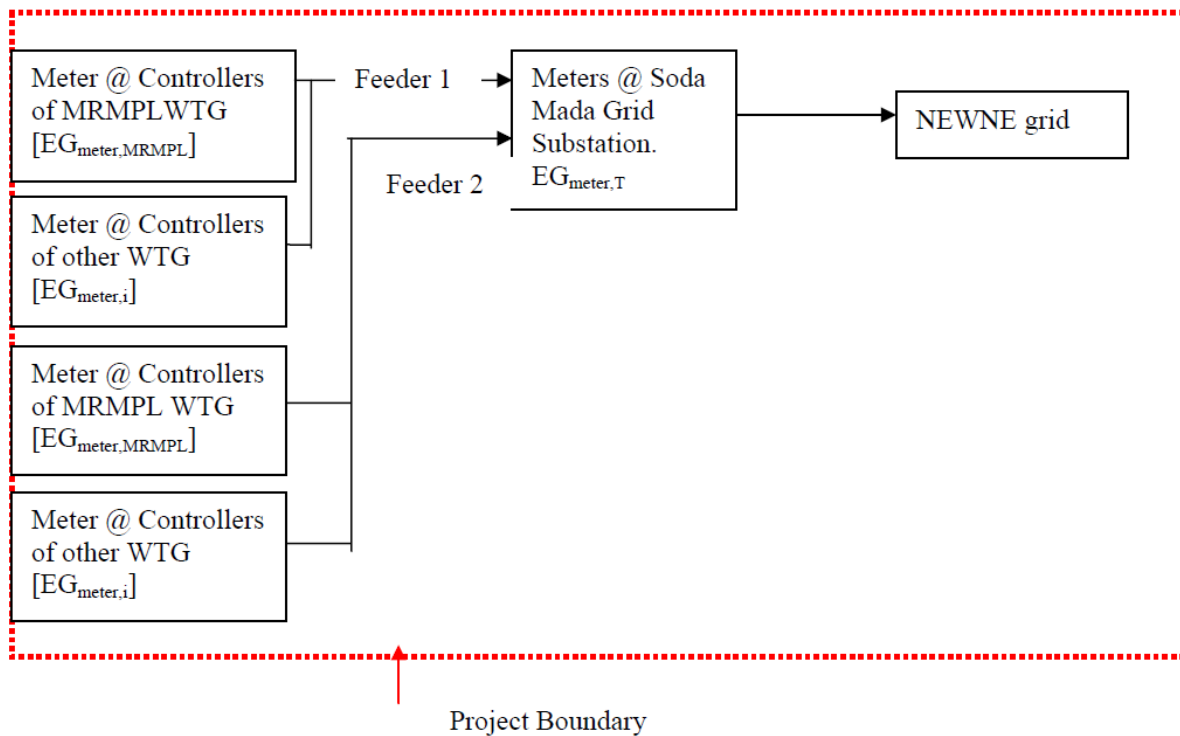 Meter @ Controllers
of MRMPLWTG
[EGmeter,MRMPL]
Feeder 1
Meters @ Soda
Mada Grid
Substation.
EGmeter,T
NEWNE grid
Feeder 2
Meter @ Controllers
of other WTG
[EGmeter,i]
Meter @ Controllers
of MRMPL WTG
[EGmeter,MRMPL]
Meter @ Controllers
of other WTG
[EGmeter,i]
Project Boundary